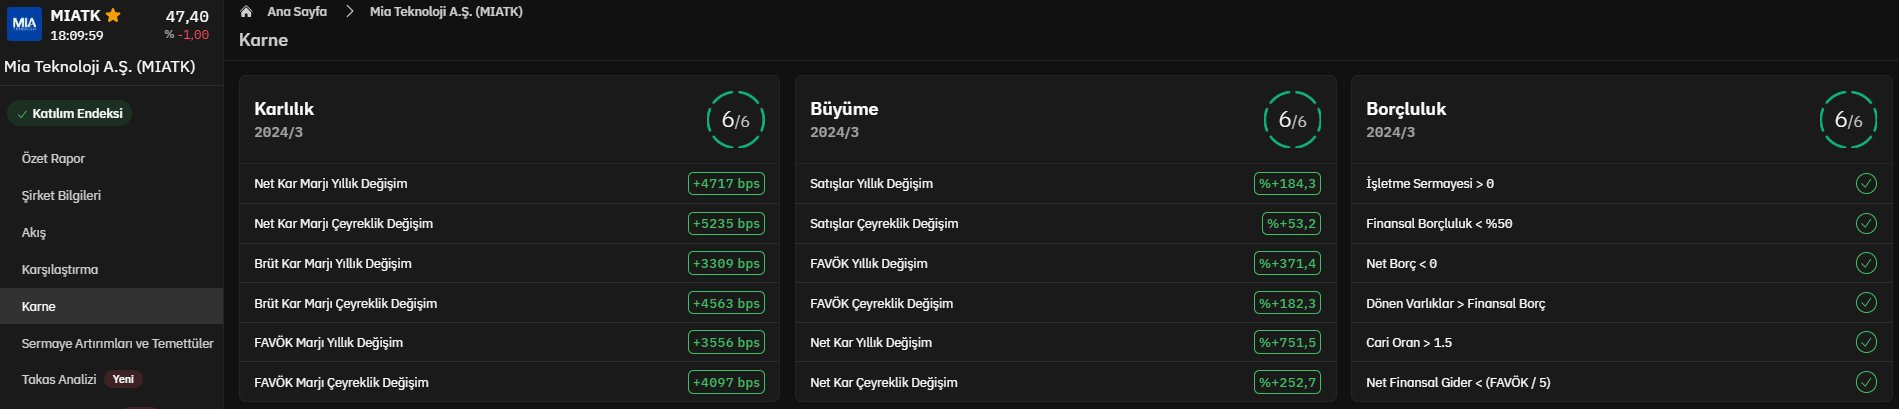 MIA
MIATK
47,40
18:09:59
% -1,00
Mia Teknoloji A.Ş. (MIATK)
Katılım Endeksi
Özet Rapor
Şirket Bilgileri
Akış
Karşılaştırma
Karne
Sermaye Artırımları ve Temettüler
Takas Analizi Yeni
Ana Sayfa > Mia Teknoloji A.Ş. (MIATK)
Karne
Karlılık
2024/3
6/6
Net Kar Marjı Yıllık Değişim +4717 bps
Net Kar Marjı Çeyreklik Değişim +5235 bps
Brüt Kar Marjı Yıllık Değişim +3309 bps
Brüt Kar Marjı Çeyreklik Değişim +4563 bps
FAVÖK Marjı Yıllık Değişim +3556 bps
FAVÖK Marjı Çeyreklik Değişim +4097 bps
Büyüme
2024/3
6/6
Satışlar Yıllık Değişim %+184,3
Satışlar Çeyreklik Değişim %+53,2
FAVÖK Yıllık Değişim %+371,4
FAVÖK Çeyreklik Değişim %+182,3
Net Kar Yıllık Değişim %+751,5
Net Kar Çeyreklik Değişim %+252,7
Borçluluk
2024/3
6/6
İşletme Sermayesi > 0
Finansal Borçluluk < %50
Net Borç < 0
Dönen Varlıklar > Finansal Borç
Cari Oran > 1.5
Net Finansal Gider < (FAVÖK / 5)